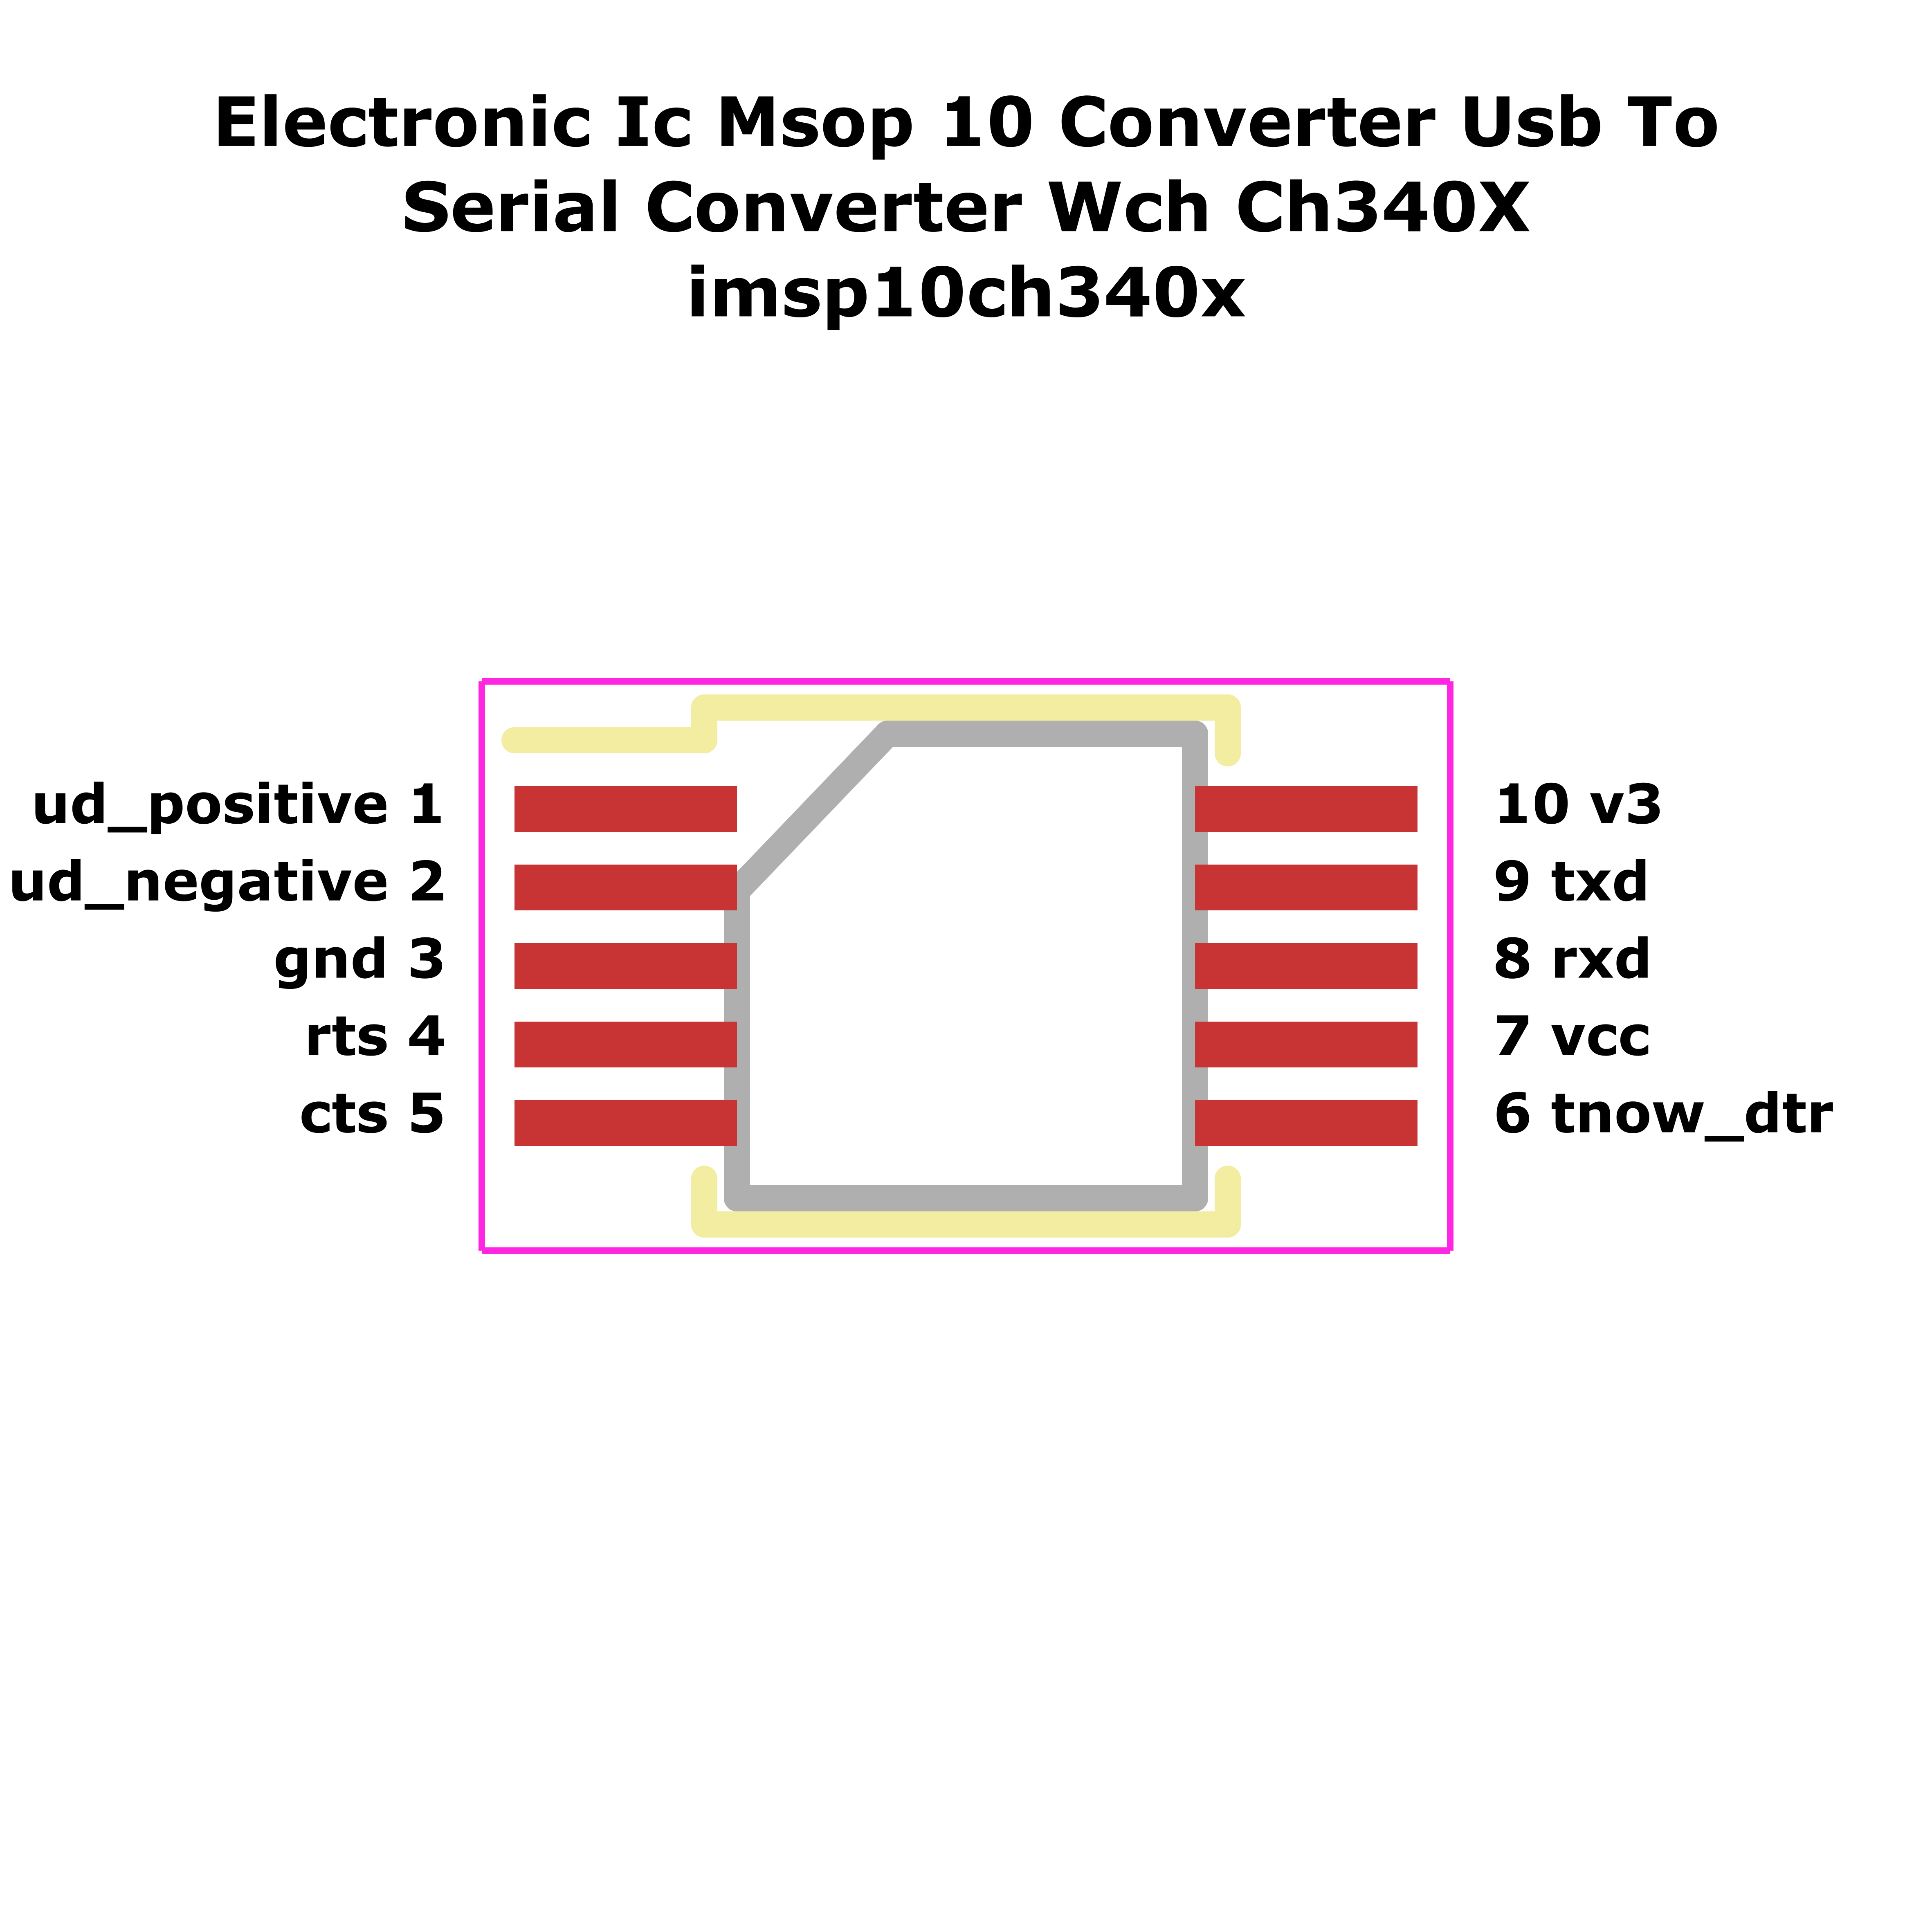 Electronic Ic Msop 10 Converter Usb To
Serial Converter Wch Ch340X
imsp10ch340x
ud_positive 1
ud_negative 2
gnd 3
rts 4
cts 5
10 v3
9 txd
8 rxd
7 vcc
6 tnow_dtr